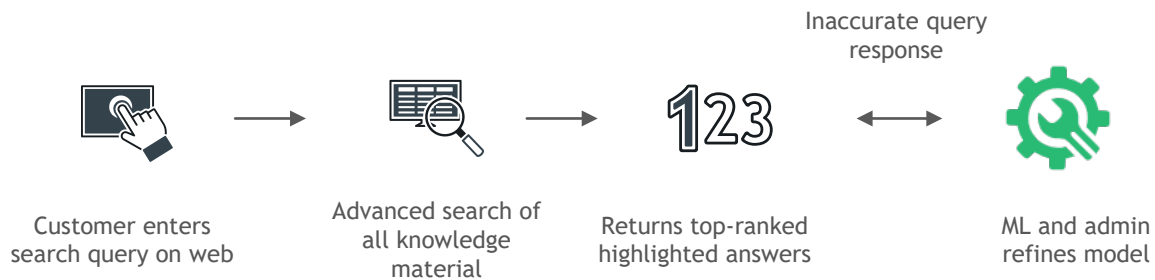 Inaccurate query
response
123
Customer enters
search query on web
Advanced search of
all knowledge
material
Returns top-ranked
highlighted answers
ML and admin
refines model